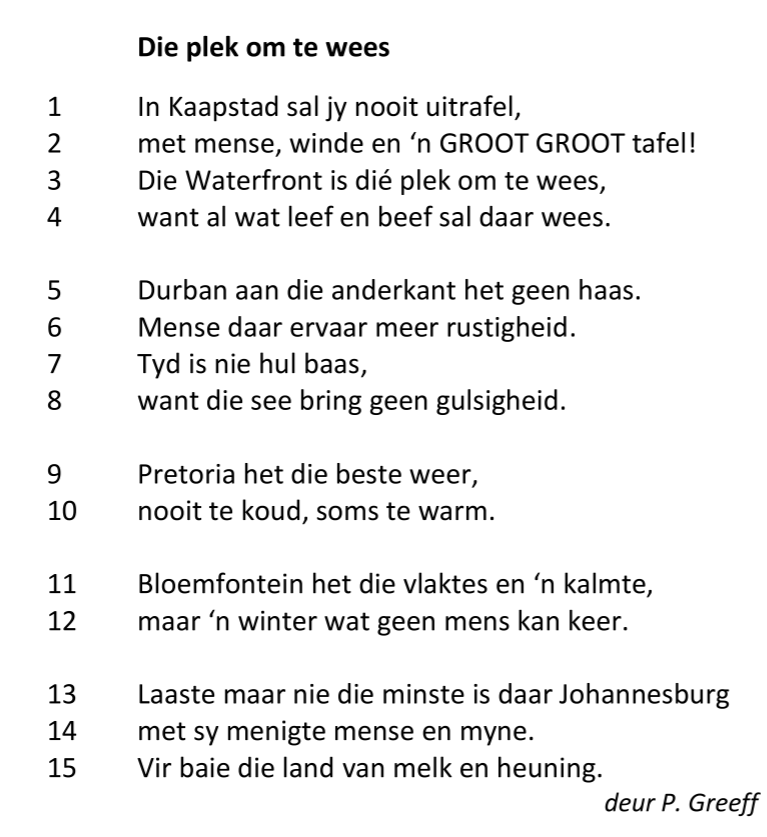 Die plek om te wees
1 In Kaapstad sal jy nooit uitrafel,
2 met mense, winde en ‘n GROOT GROOT tafel!
3 Die Waterfront is dié plek om te wees,
4 want al wat leef en beef sal daar wees.
5 Durban aan die anderkant het geen haas.
6 Mense daar ervaar meer rustigheid.
7 Tyd is nie hul baas,
8 want die see bring geen gulsigheid.
9 Pretoria het die beste weer,
10 nooit te koud, soms te warm.
11 Bloemfontein het die vlaktes en ‘n kalmte,
12 maar ‘n winter wat geen mens kan keer.
13 Laaste maar nie die minste is daar Johannesburg
14 met sy menigte mense en myne.
15 Vir baie die land van melk en heuning.
deur P. Greeff